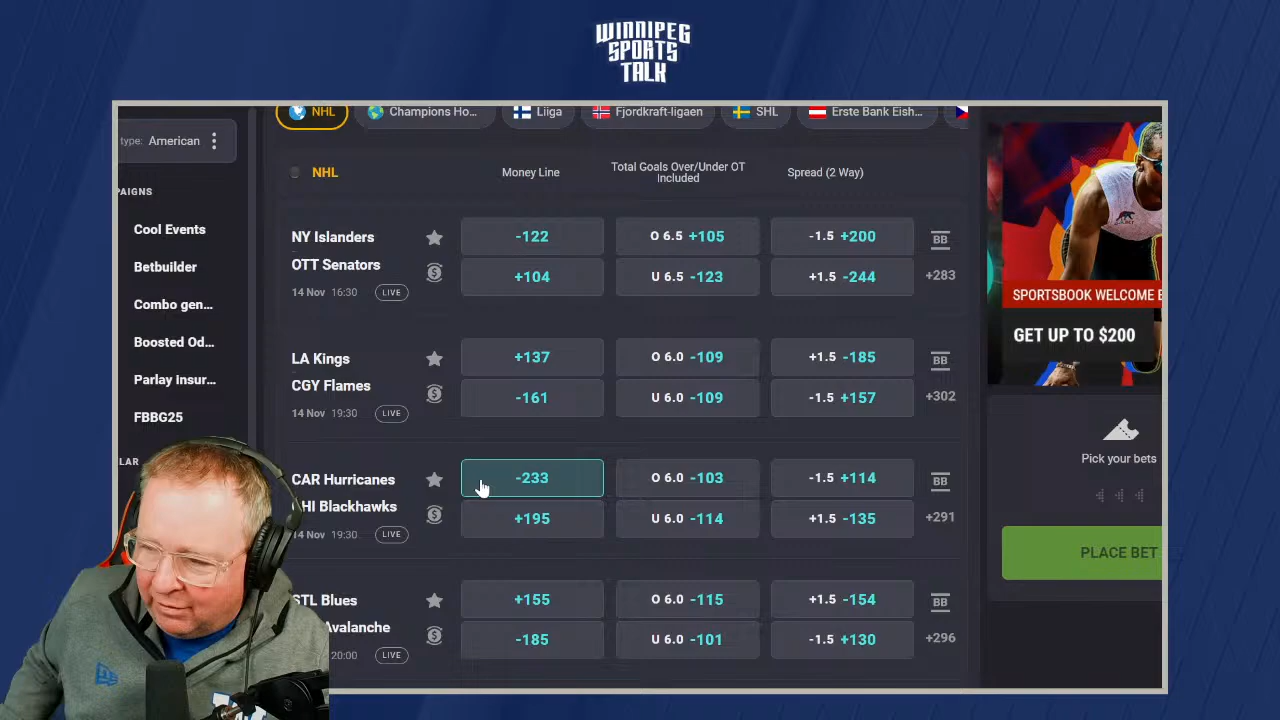 WINNIPEG
SPORTS
TALK
NHL
Champions Ho...
Liiga
Fjordkraft-ligaen
SHL
Erste Bank Eish...
type: American
PAIGNS
Cool Events
Betbuilder
Combo gen...
Boosted Od...
Parlay Insur...
FBBG25
LAR
NHL
Money Line
Total Goals Over/Under OT
Included
Spread (2 Way)
NY Islanders
-122
O 6.5 +105
-1.5 +200
BB
OTT Senators
+104
U 6.5 -123
+1.5 -244
+283
14 Nov 16:30
LIVE
LA Kings
+137
O 6.0 -109
+1.5 -185
BB
CGY Flames
-161
U 6.0 -109
-1.5 +157
+302
14 Nov 19:30
LIVE
CAR Hurricanes
-233
O 6.0 -103
-1.5 +114
BB
HI Blackhawks
+195
U 6.0 -114
+1.5 -135
+291
4 Nov 19:30
LIVE
STL Blues
+155
O 6.0 -115
+1.5 -154
BB
Avalanche
-185
U 6.0 -101
-1.5 +130
+296
20:00
LIVE
SPORTSBOOK WELCOME B
GET UP TO $200
Pick your bets
PLACE BET